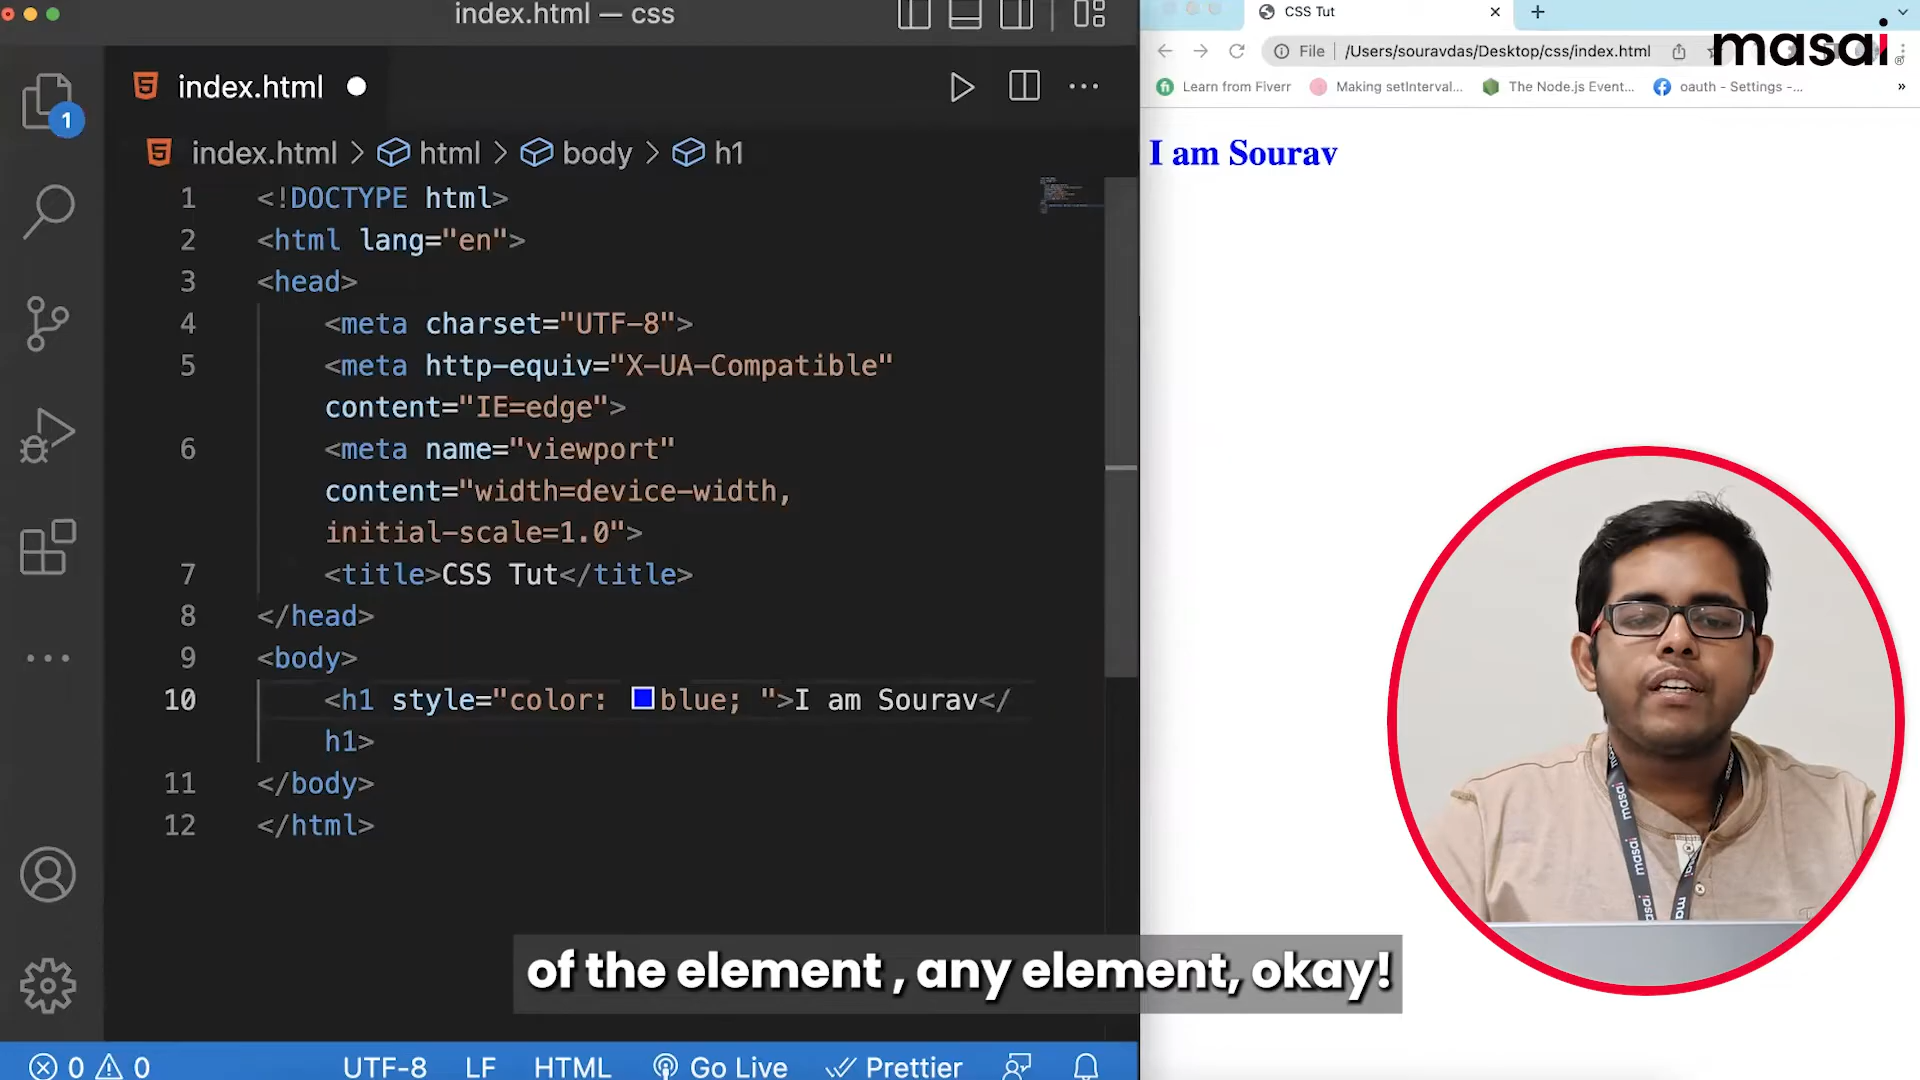 index.html — css
CSS Tut
File
/Users/souravdas/Desktop/css/index.html
masai
Learn from Fiverr
Making setInterval...
The Node.js Event...
oauth - Settings -...
»
index.html
index.html > html > body > h1
1
1 <!DOCTYPE html>
2 <html lang="en">
3 <head>
4 <meta charset="UTF-8">
5 <meta http-equiv="X-UA-Compatible"
content="IE=edge">
6 <meta name="viewport"
content="width=device-width,
initial-scale=1.0">
7 <title>CSS Tut</title>
8 </head>
9 <body>
10 <h1 style="color: blue; ">I am Sourav</
h1>
11 </body>
12 </html>
I am Sourav
masai
masai
of the element , any element, okay!
0 0 UTF-8 LF HTML Go Live Prettier